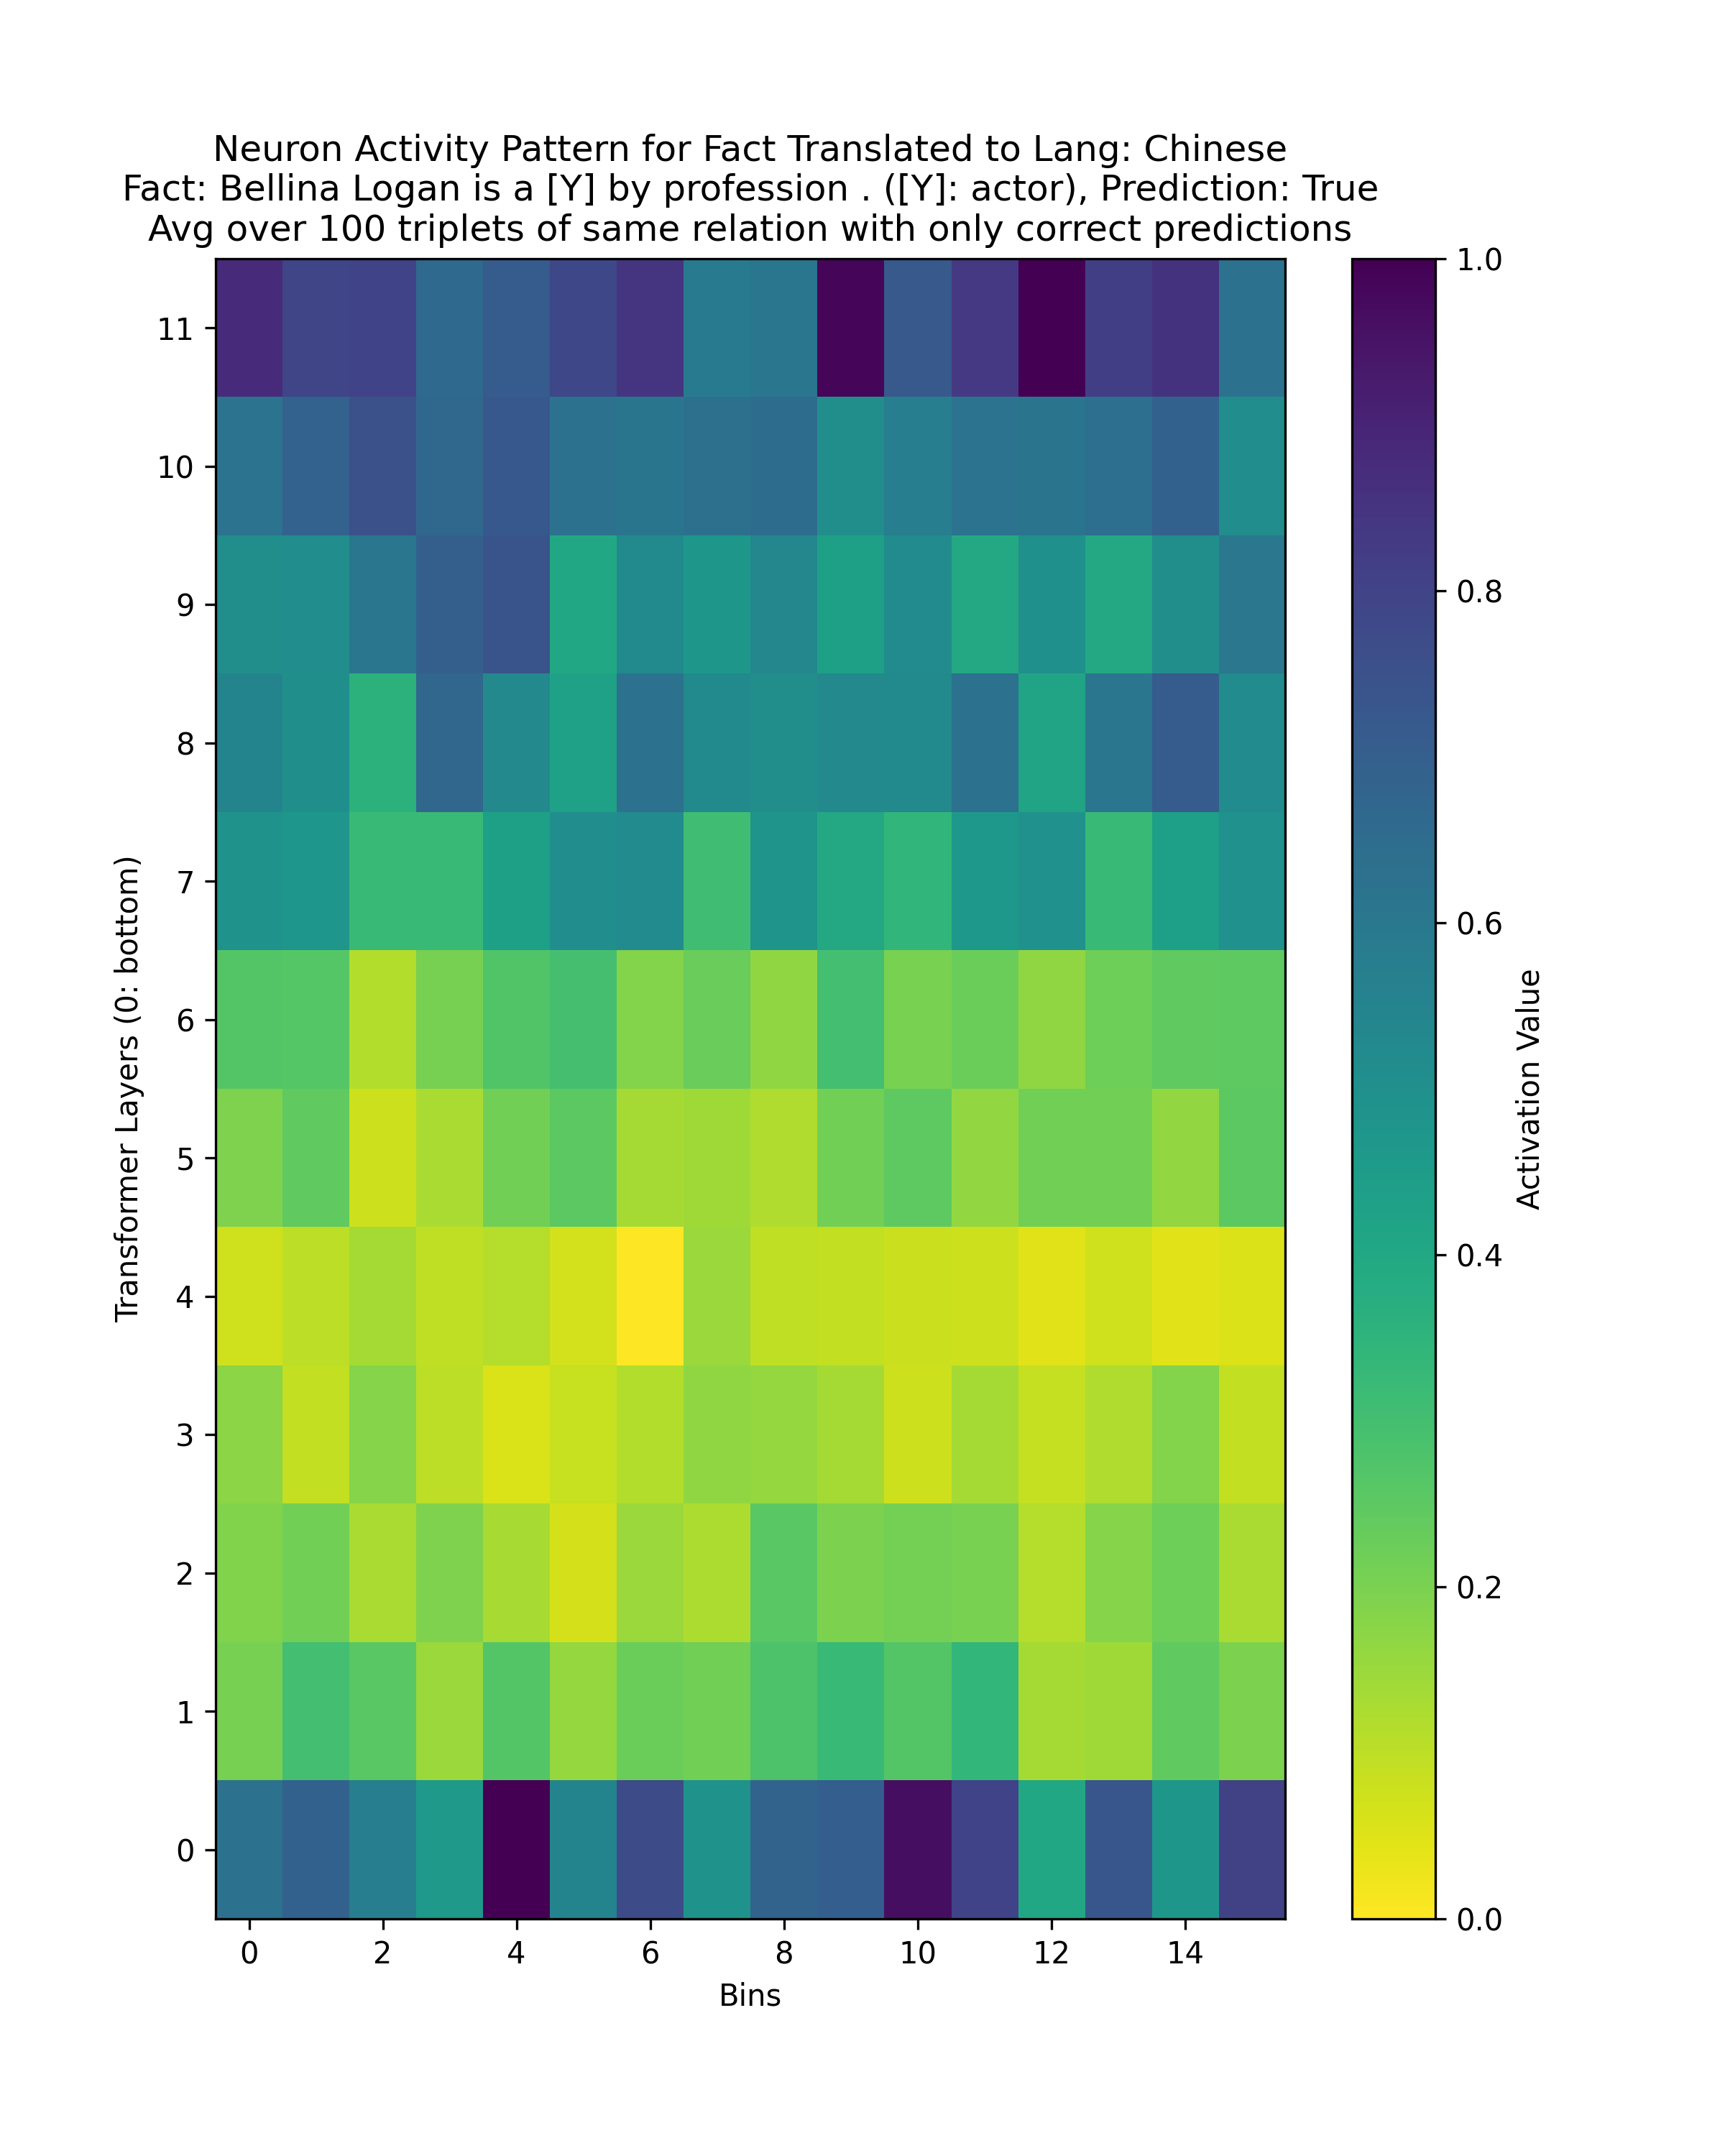 Neuron Activity Pattern for Fact Translated to Lang: Chinese
Fact: Bellina Logan is a [Y] by profession . ([Y]: actor), Prediction: True
Avg over 100 triplets of same relation with only correct predictions
Transformer Layers (0: bottom)
11
10
9
8
7
6
5
4
3
2
1
0
0 2 4 6 8 10 12 14
Bins
1.0
0.8
0.6
0.4
0.2
0.0
Activation Value